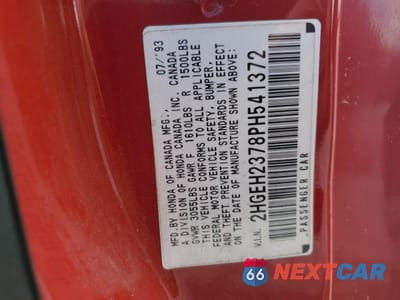 MFD. BY HONDA OF CANADA MFG., 07/'93
A DIVISION OF HONDA CANADA INC. CANADA
GVWR 3055LBS GAWR F 1610LBS R 1500LBS
THIS VEHICLE CONFORMS TO ALL APPLICABLE
FEDERAL MOTOR VEHICLE SAFETY, BUMPER,
AND THEFT PREVENTION STANDARDS IN EFFECT
ON THE DATE OF MANUFACTURE SHOWN ABOVE.
V.I.N. 2HGEH2378PH541372
PASSENGER CAR
66 NEXTCAR